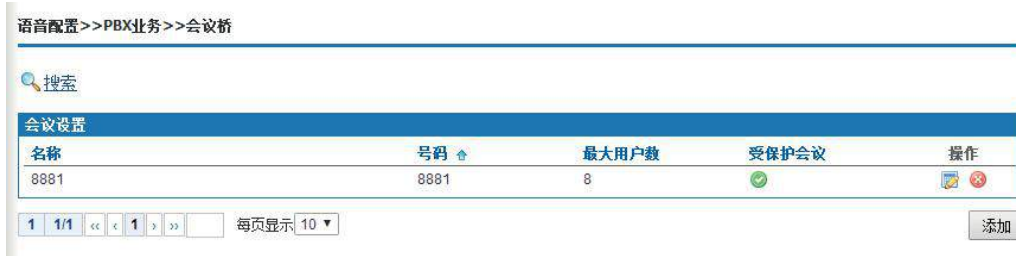 语音配置>>PBX业务>>会议桥
搜索
会议设置
名称 号码 最大用户数 受保护会议 操作
8881 8881 8
1 1/1 « ‹ 1 › » 每页显示 10 ▼ 添加